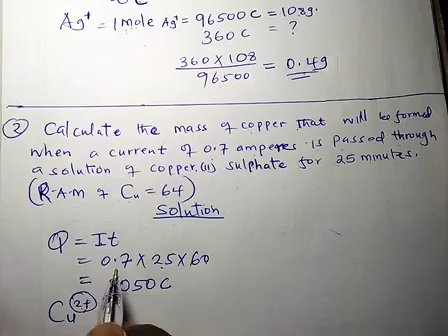 Ag+ = 1 mole Ag+ = 96500 C = 108g.
360 C = ?
360 X 108
96500
= 0.4g
② Calculate the mass of copper that will be formed
when a current of 0.7 amperes is passed through
a solution of copper (ii) sulphate for 25 minutes.
(R.A.M of Cu = 64)
Solution
Q = It
= 0.7 X 25 X 60
= 050 C
Cu2+